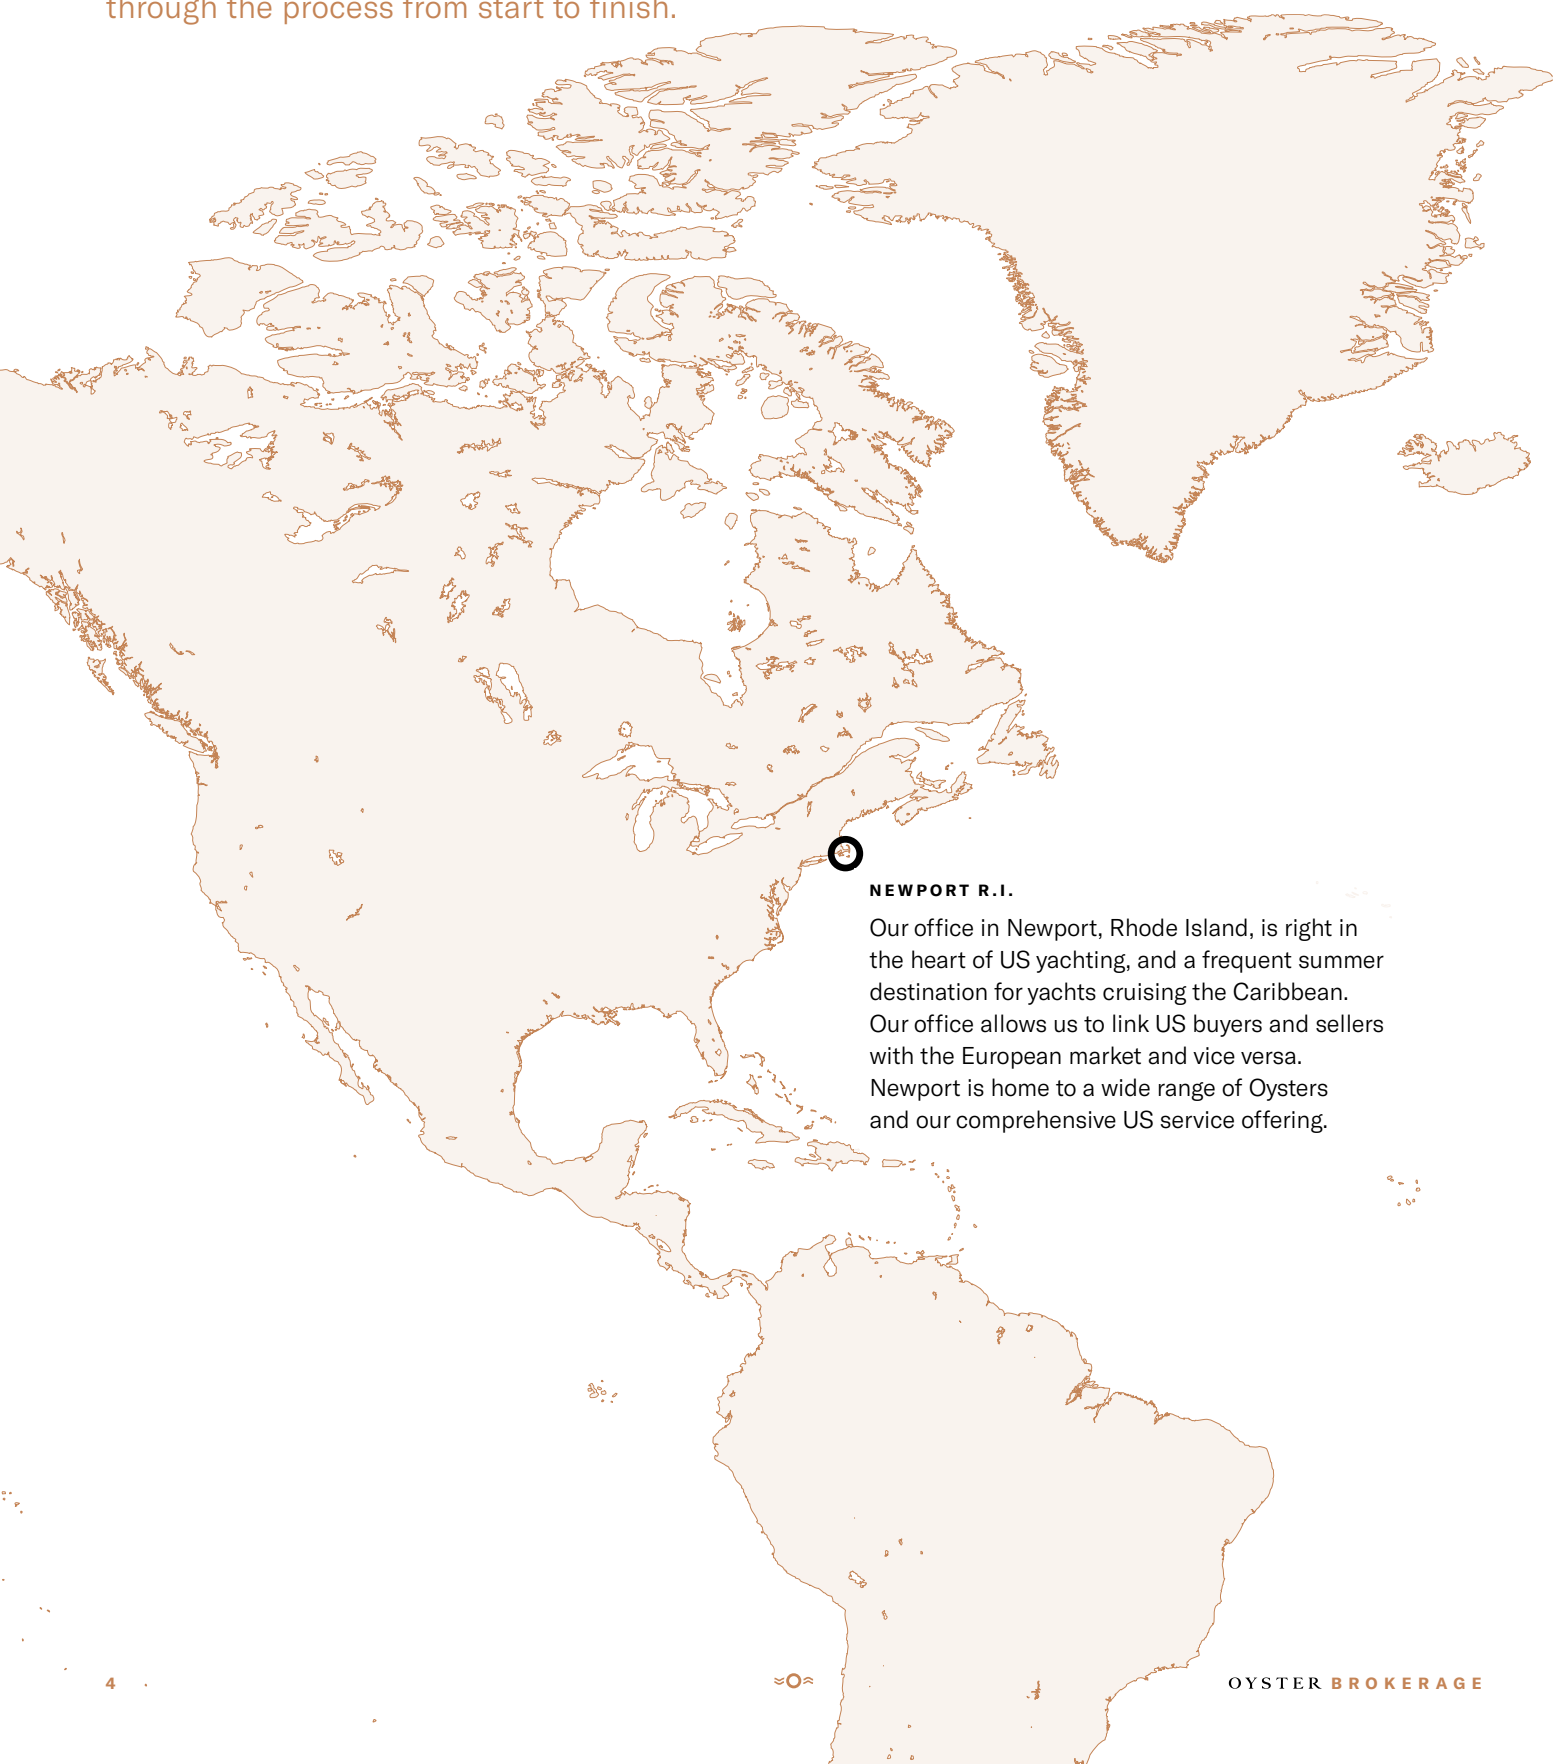 through the process from start to finish.
NEWPORT R.I.
Our office in Newport, Rhode Island, is right in
the heart of US yachting, and a frequent summer
destination for yachts cruising the Caribbean.
Our office allows us to link US buyers and sellers
with the European market and vice versa.
Newport is home to a wide range of Oysters
and our comprehensive US service offering.
4
OYSTER BROKERAGE